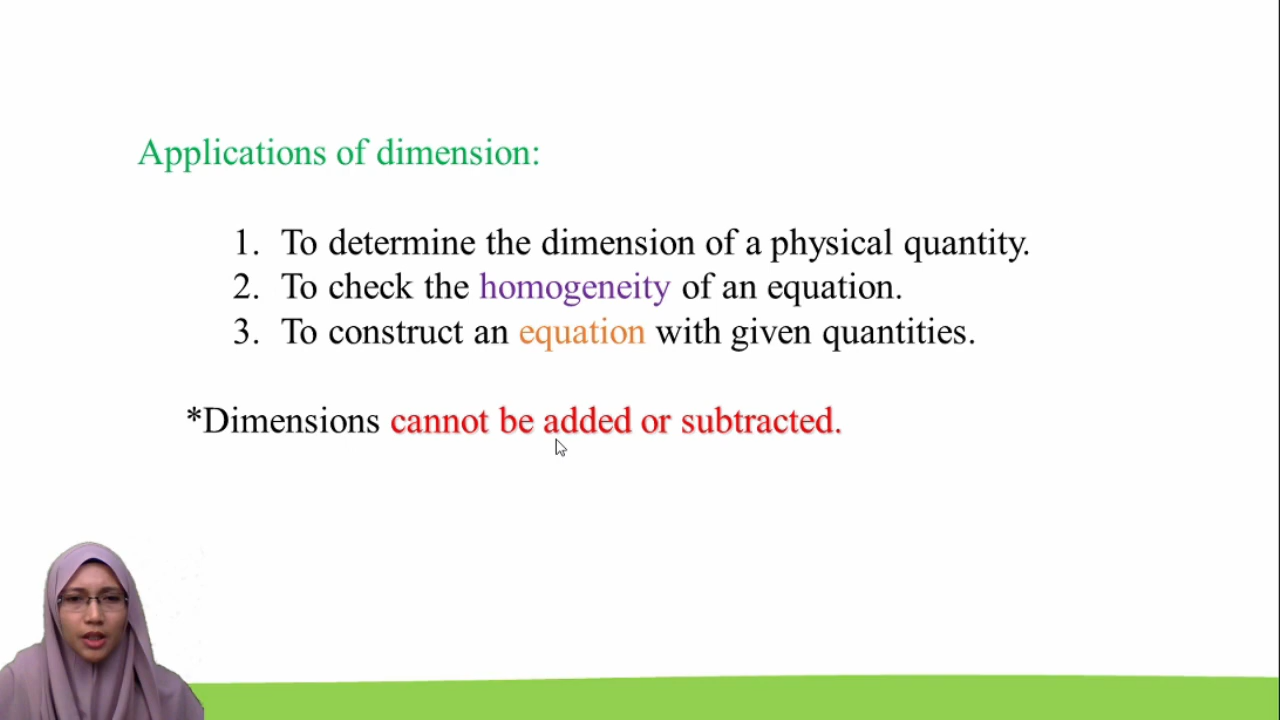 Applications of dimension:
1. To determine the dimension of a physical quantity.
2. To check the homogeneity of an equation.
3. To construct an equation with given quantities.
*Dimensions cannot be added or subtracted.